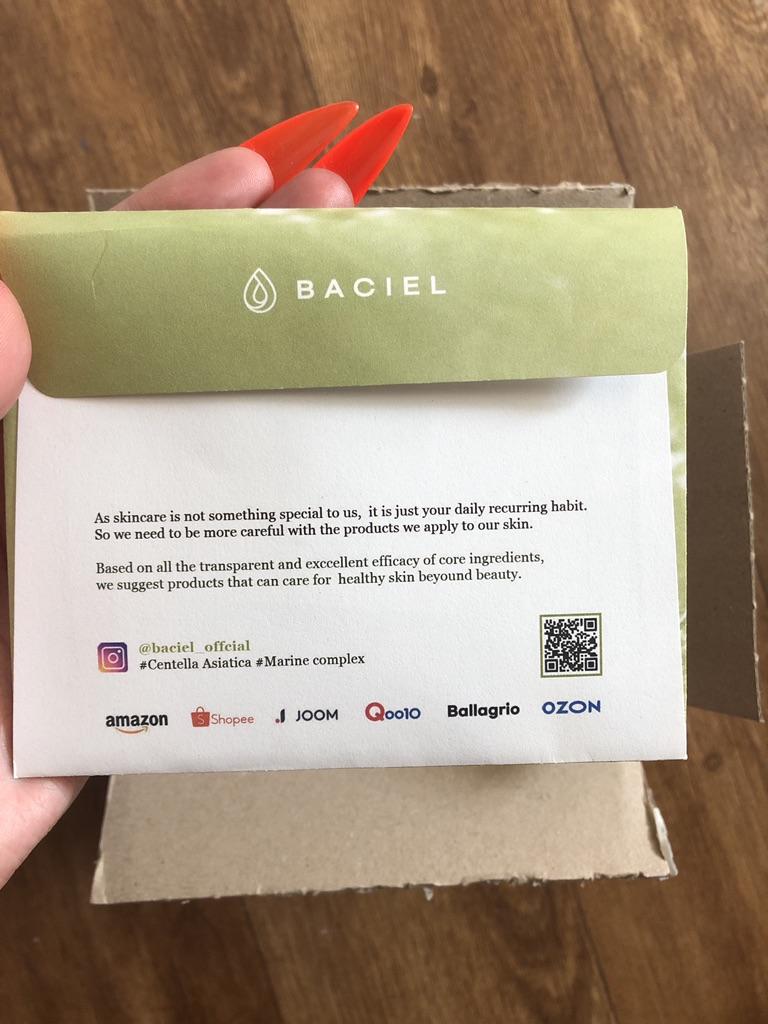 BACIEL
As skincare is not something special to us, it is just your daily recurring habit.
So we need to be more careful with the products we apply to our skin.
Based on all the transparent and exccellent efficacy of core ingredients,
we suggest products that can care for healthy skin beyound beauty.
@baciel_offcial
#Centella Asiatica #Marine complex
amazon S Shopee JOOM Qoo10 Ballagrio OZON